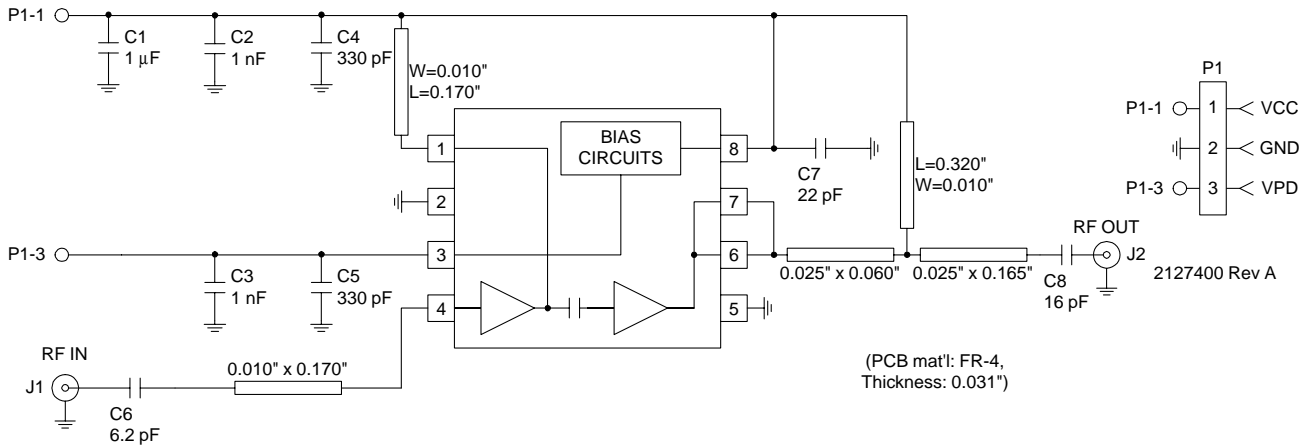 P1-1
C1
1 µF
C2
1 nF
C4
330 pF
W=0.010"
L=0.170"
BIAS
CIRCUITS
1
2
3
4
8
7
6
5
C7
22 pF
L=0.320"
W=0.010"
P1
P1-1
1
VCC
2
GND
P1-3
3
VPD
P1-3
C3
1 nF
C5
330 pF
0.025" x 0.060"
0.025" x 0.165"
C8
16 pF
RF OUT
J2
2127400 Rev A
RF IN
J1
C6
6.2 pF
0.010" x 0.170"
(PCB mat'l: FR-4,
Thickness: 0.031")